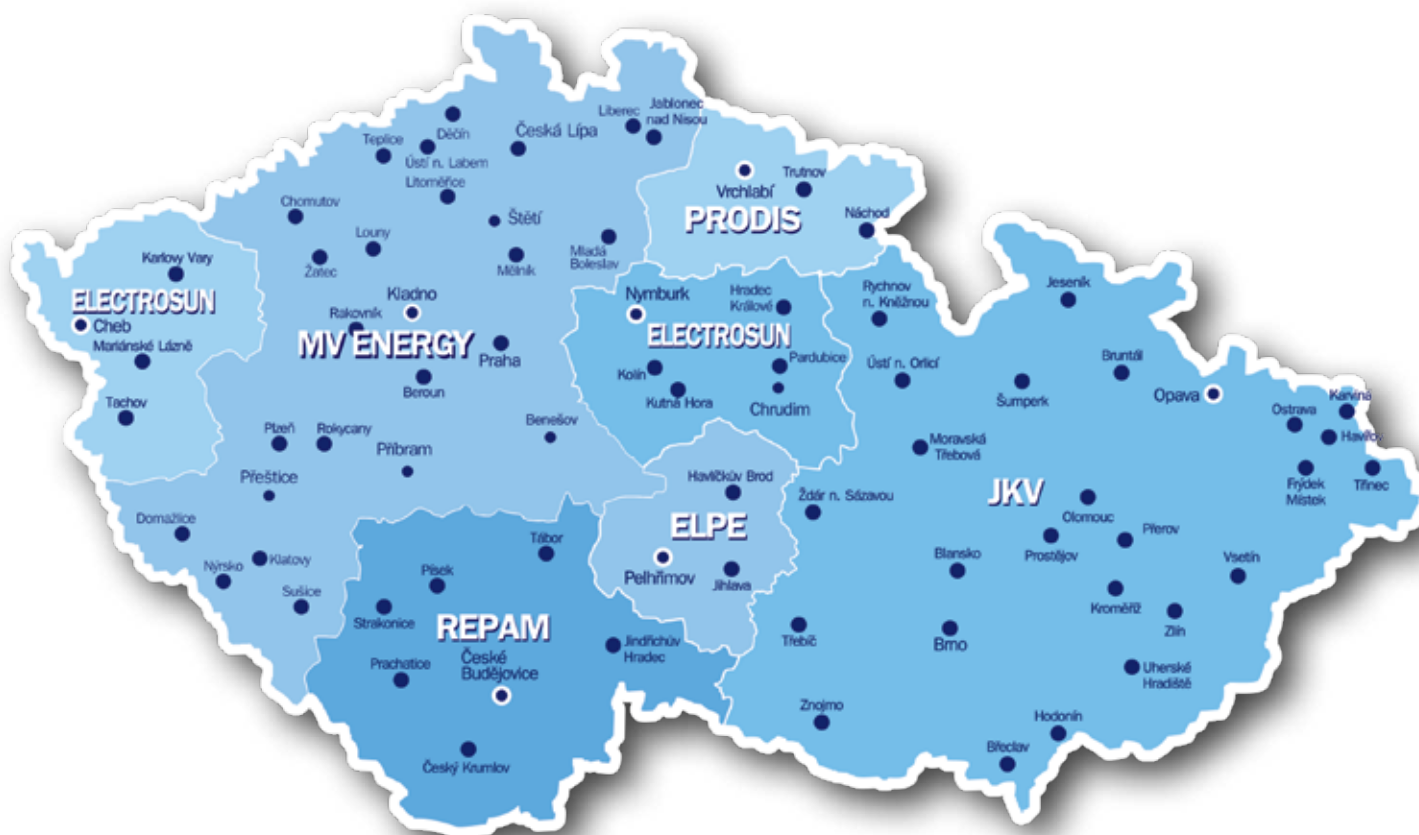 Děčín
Teplice
Ústí n. Labem
Česká Lípa
Liberec
Jablonec
nad Nisou
Litoměřice
Chomutov
Štětí
Louny
Žatec
Mělník
Mladá
Boleslav
Vrchlabí
Trutnov
PRODIS
Náchod
Karlovy Vary
ELECTROSUN
Cheb
Mariánské Lázně
Tachov
Kladno
Rakovník
MV ENERGY
Praha
Beroun
Benešov
Plzeň
Rokycany
Příbram
Přeštice
Domažlice
Nýrsko
Klatovy
Sušice
Nymburk
Hradec
Králové
ELECTROSUN
Kolín
Pardubice
Kutná Hora
Chrudim
Havlíčkův Brod
ELPE
Pelhřimov
Jihlava
Tábor
Písek
Strakonice
REPAM
Prachatice
České
Budějovice
Jindřichův
Hradec
Český Krumlov
Rychnov
n. Kněžnou
Jeseník
Ústí n. Orlicí
Bruntál
Šumperk
Opava
Karviná
Ostrava
Havířov
Moravská
Třebová
Frýdek
Místek
Třinec
Ždár n. Sázavou
JKV
Olomouc
Prostějov
Přerov
Blansko
Vsetín
Kroměříž
Zlín
Třebíč
Brno
Uherské
Hradiště
Znojmo
Hodonín
Břeclav